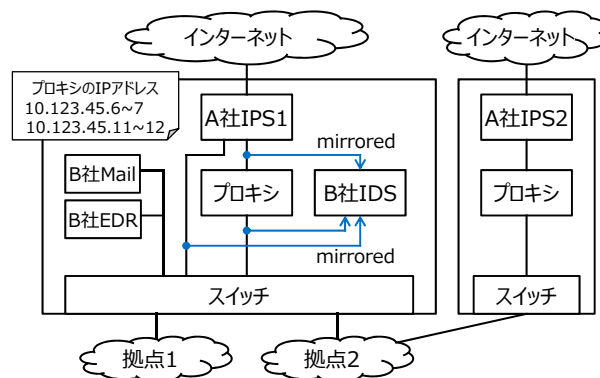 インターネット
インターネット
プロキシのIPアドレス
10.123.45.6~7
10.123.45.11~12
A社IPS1
A社IPS2
mirrored
B社Mail
プロキシ
B社IDS
プロキシ
B社EDR
mirrored
スイッチ
スイッチ
拠点1
拠点2